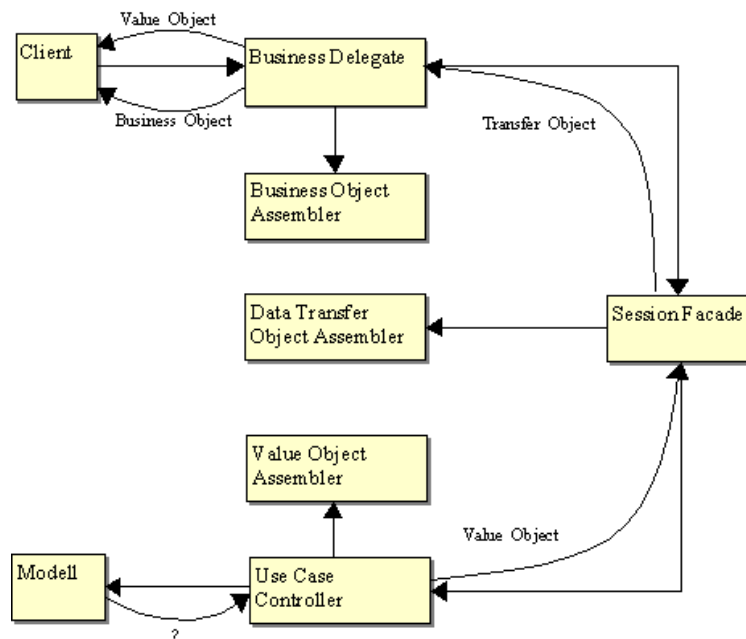 Value Object
Client
Business Delegate
Business Object
Transfer Object
Business Object
Assembler
Data Transfer
Object Assembler
Session Facade
Value Object
Assembler
Value Object
Modell
Use Case
Controller
?